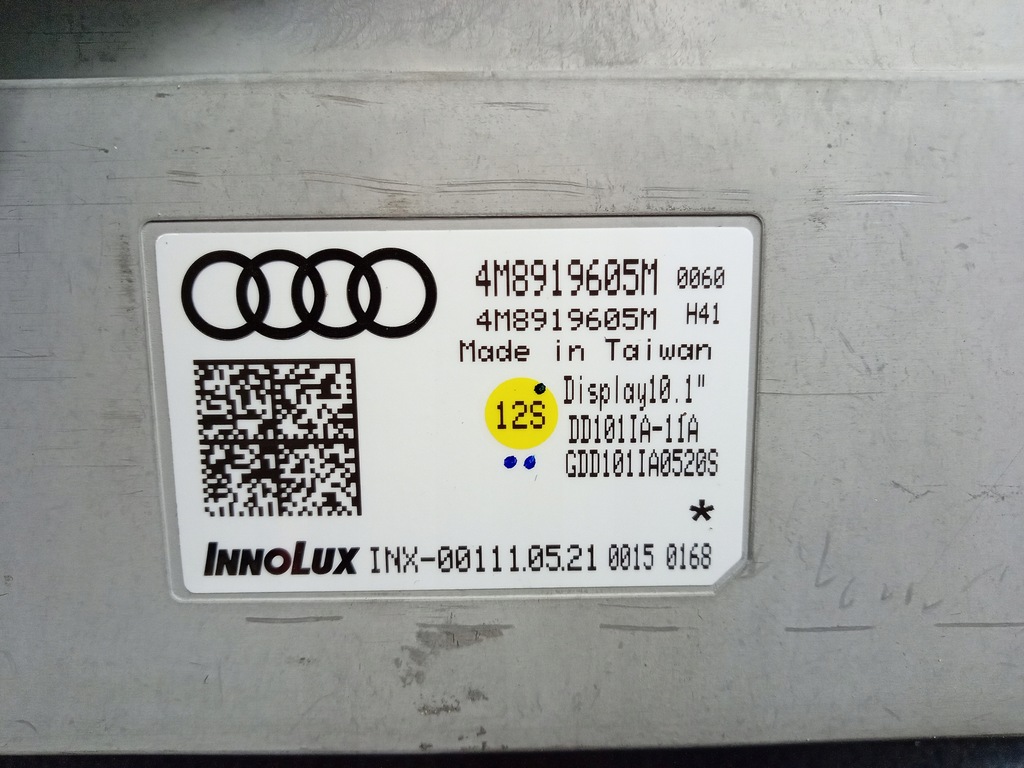 4M8919605M 0060
4M8919605M H41
Made in Taiwan
12S
Display10.1"
DD101IA-11A
GDD101IA0520S
*
INNOLUX INX-00111.05.21 0015 0168